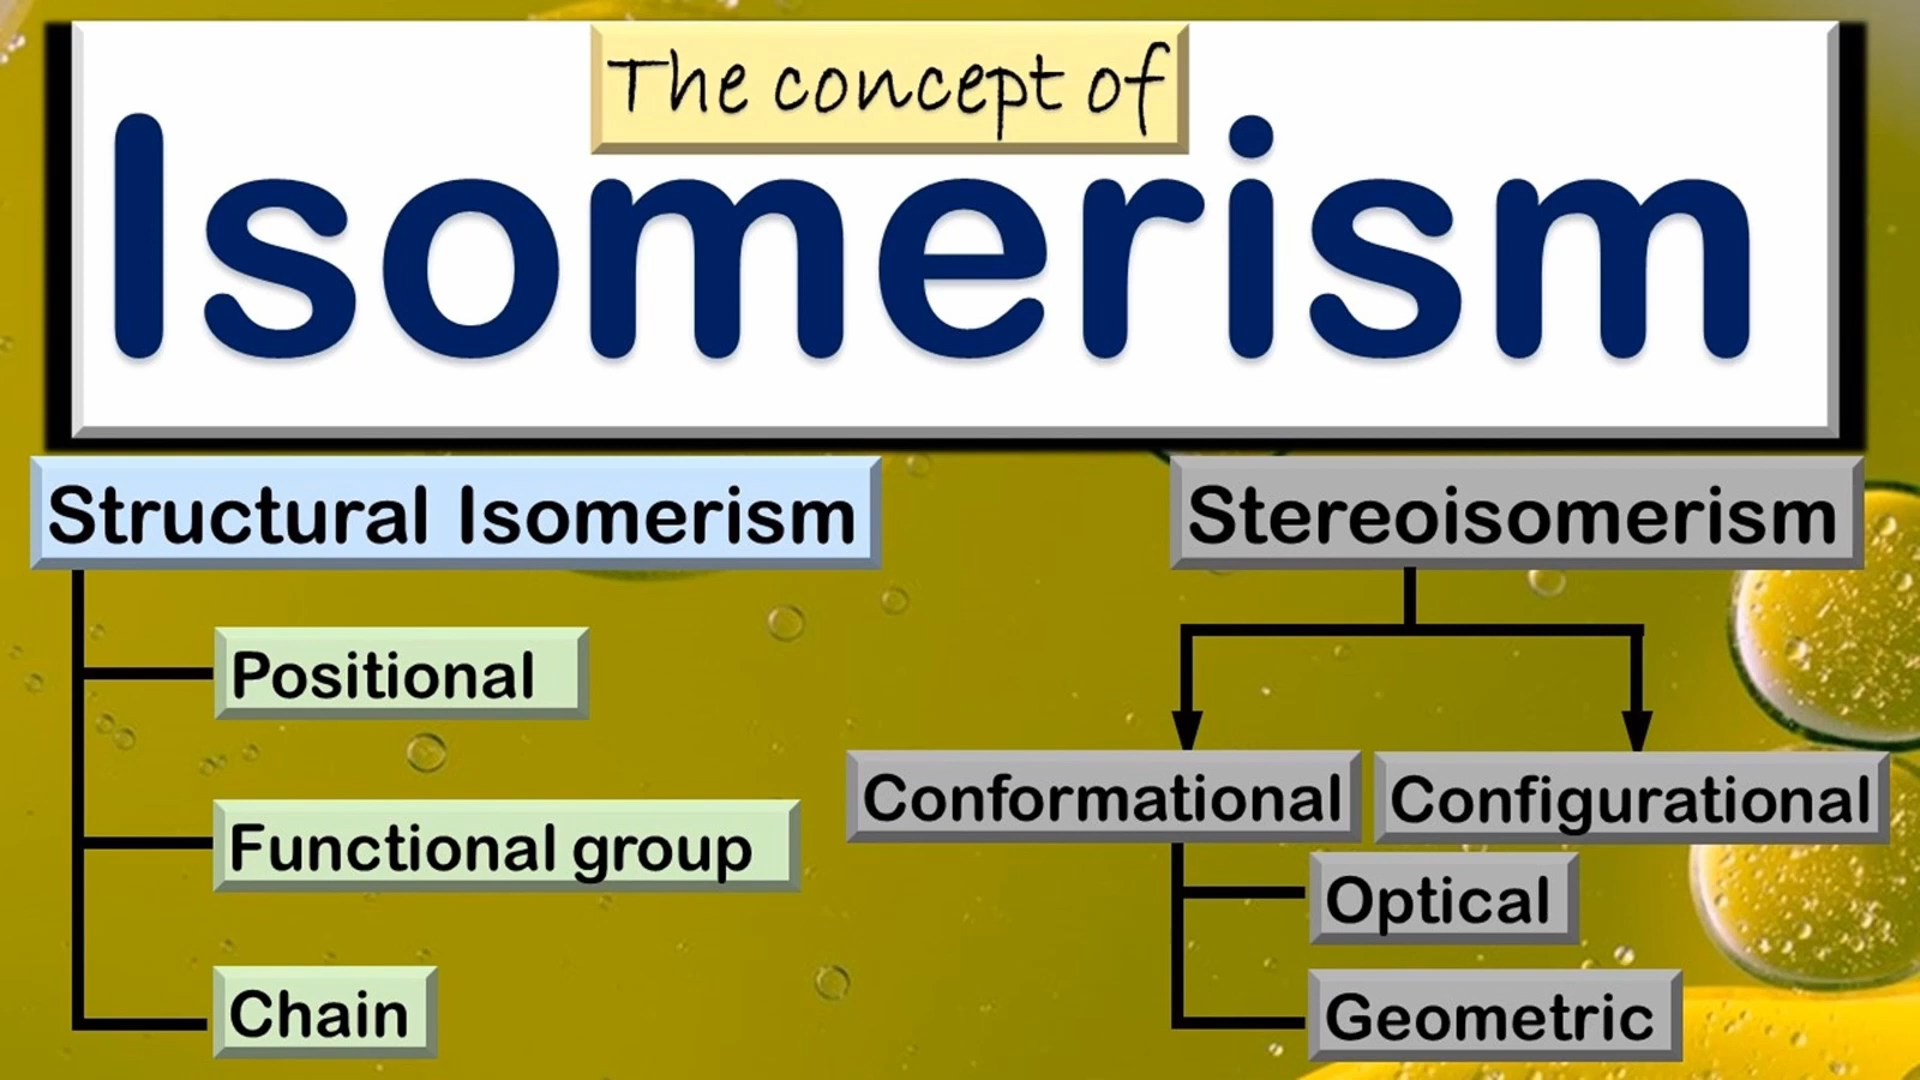 The concept of
Isomerism
Structural Isomerism
Positional
Functional group
Chain
Stereoisomerism
Conformational
Configurational
Optical
Geometric